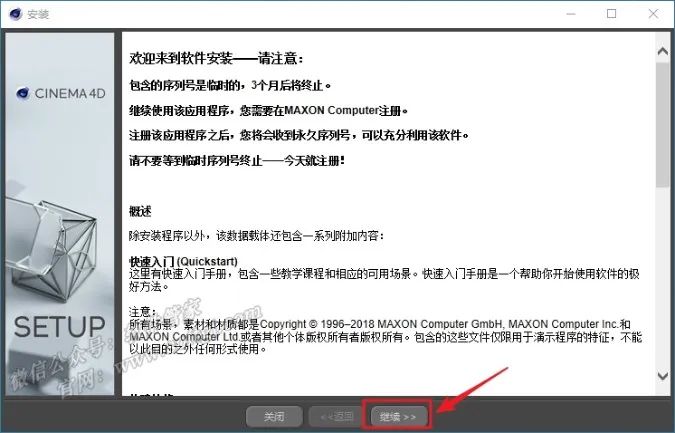 安装
CINEMA 4D
SETUP
欢迎来到软件安装——请注意：
包含的序列号是临时的，3个月后将终止。
继续使用该应用程序，您需要在MAXON Computer注册。
注册该应用程序之后，您将会收到永久序列号，可以充分利用该软件。
请不要等到临时序列号终止——今天就注册！
概述
除安装程序以外，该数据载体还包含一系列附加内容：
快速入门 (Quickstart)
这里有快速入门手册，包含一些教学课程和相应的可用场景。快速入门手册是一个帮助你开始使用软件的极
好方法。
注意：
所有场景，素材和材质都是Copyright © 1996–2018 MAXON Computer GmbH, MAXON Computer Inc.和
MAXON Computer Ltd.或者其他个体版权所有者版权所有。包含的这些文件仅限用于演示程序的特征，不能
以此目的之外任何形式使用。
微信公众号：
官网：www.
关闭
<<返回
继续 >>